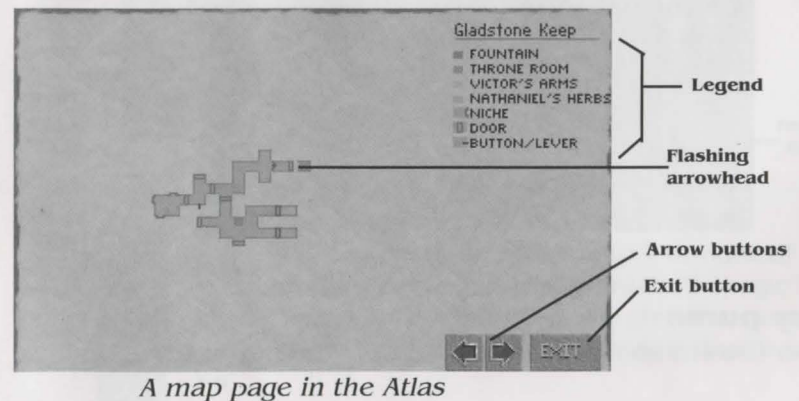 Gladstone Keep
FOUNTAIN
THRONE ROOM
VICTOR'S ARMS
NATHANIEL'S HERBS
NICHE
DOOR
BUTTON/LEVER
Legend
Flashing
arrowhead
Arrow buttons
Exit button
EXIT
A map page in the Atlas